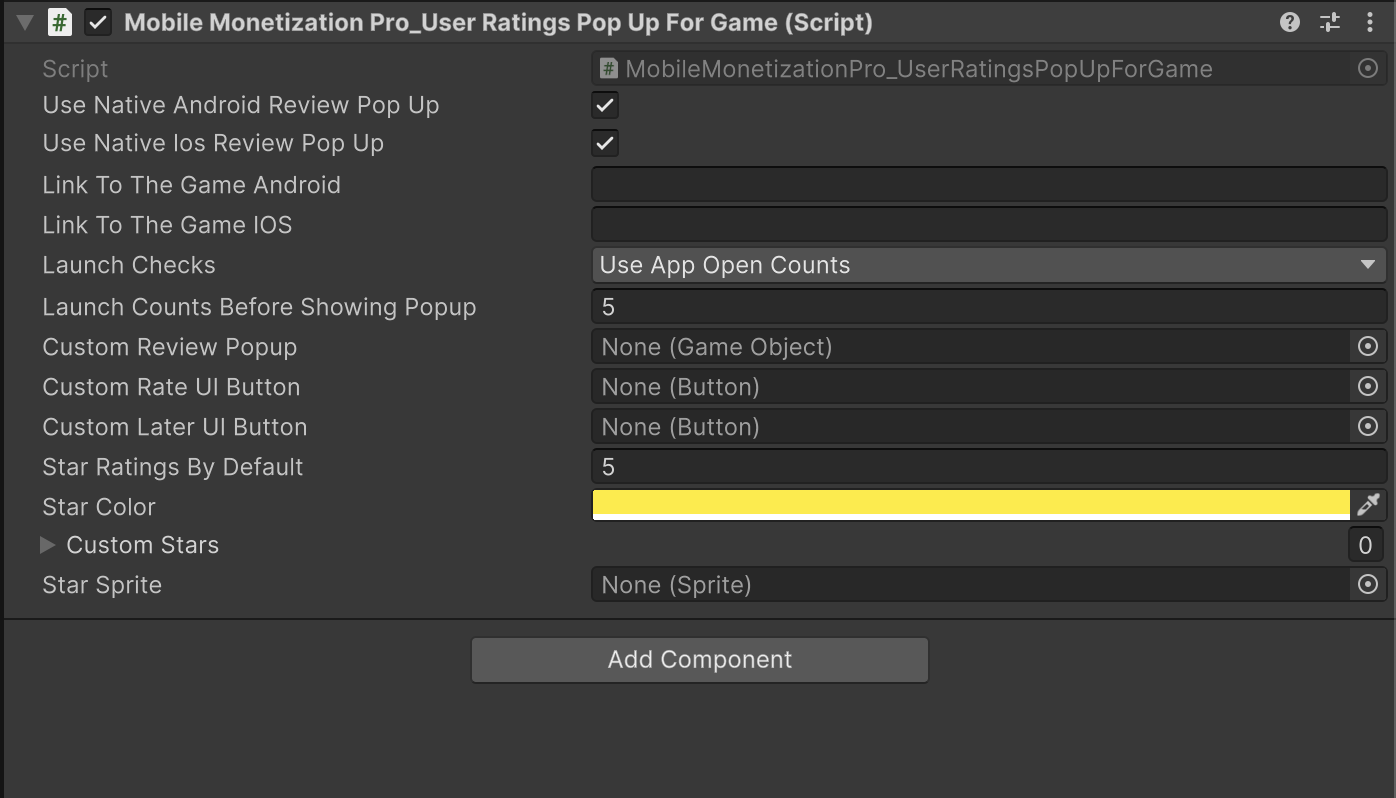 Mobile Monetization Pro_User Ratings Pop Up For Game (Script)
Script MobileMonetizationPro_UserRatingsPopUpForGame
Use Native Android Review Pop Up
Use Native Ios Review Pop Up
Link To The Game Android
Link To The Game IOS
Launch Checks Use App Open Counts
Launch Counts Before Showing Popup 5
Custom Review Popup None (Game Object)
Custom Rate UI Button None (Button)
Custom Later UI Button None (Button)
Star Ratings By Default 5
Star Color
Custom Stars 0
Star Sprite None (Sprite)
Add Component